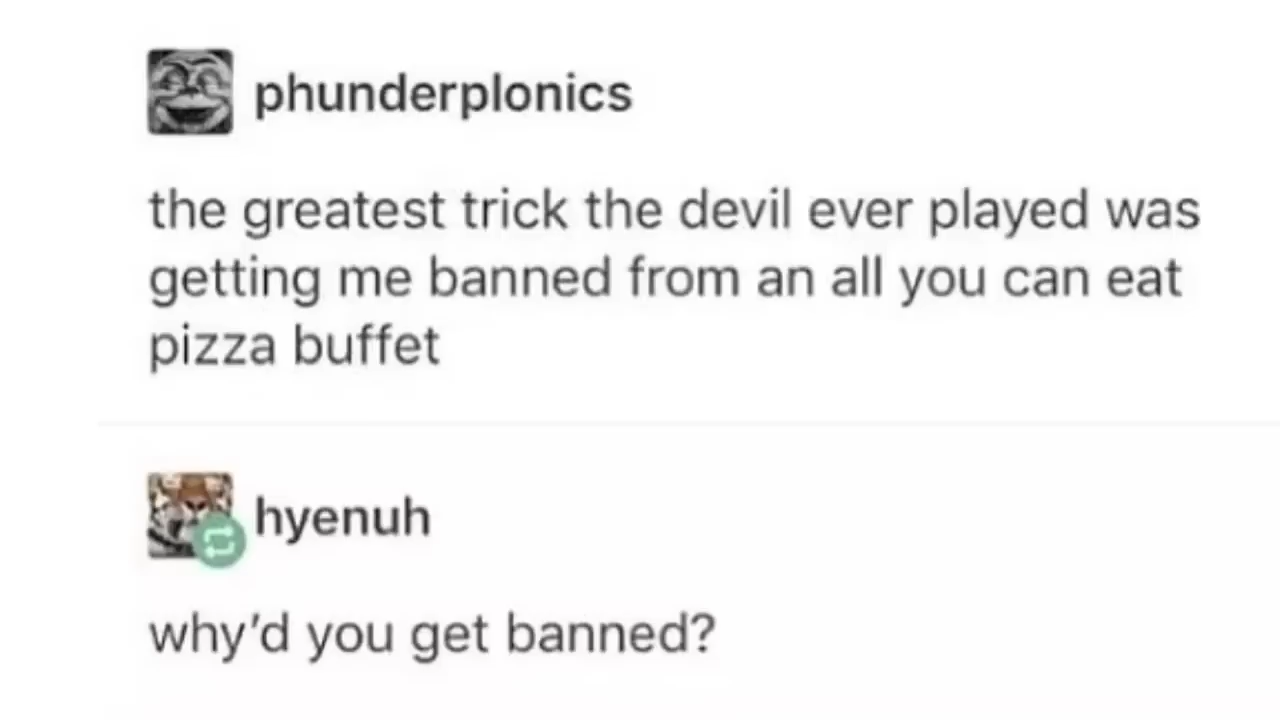 phunderplonics
the greatest trick the devil ever played was
getting me banned from an all you can eat
pizza buffet
hyenuh
why'd you get banned?